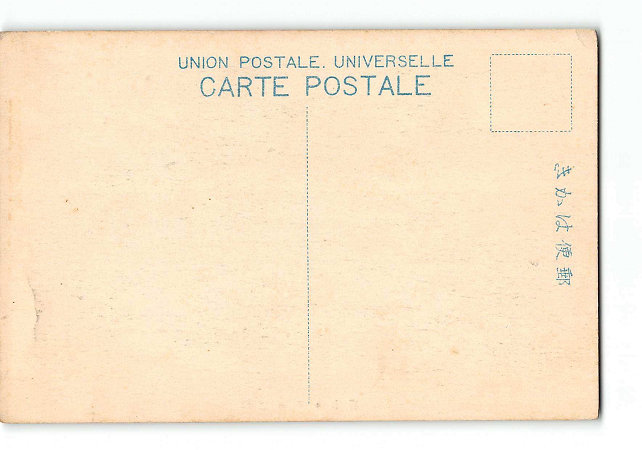 UNION POSTALE. UNIVERSELLE
CARTE POSTALE
きかは便郵